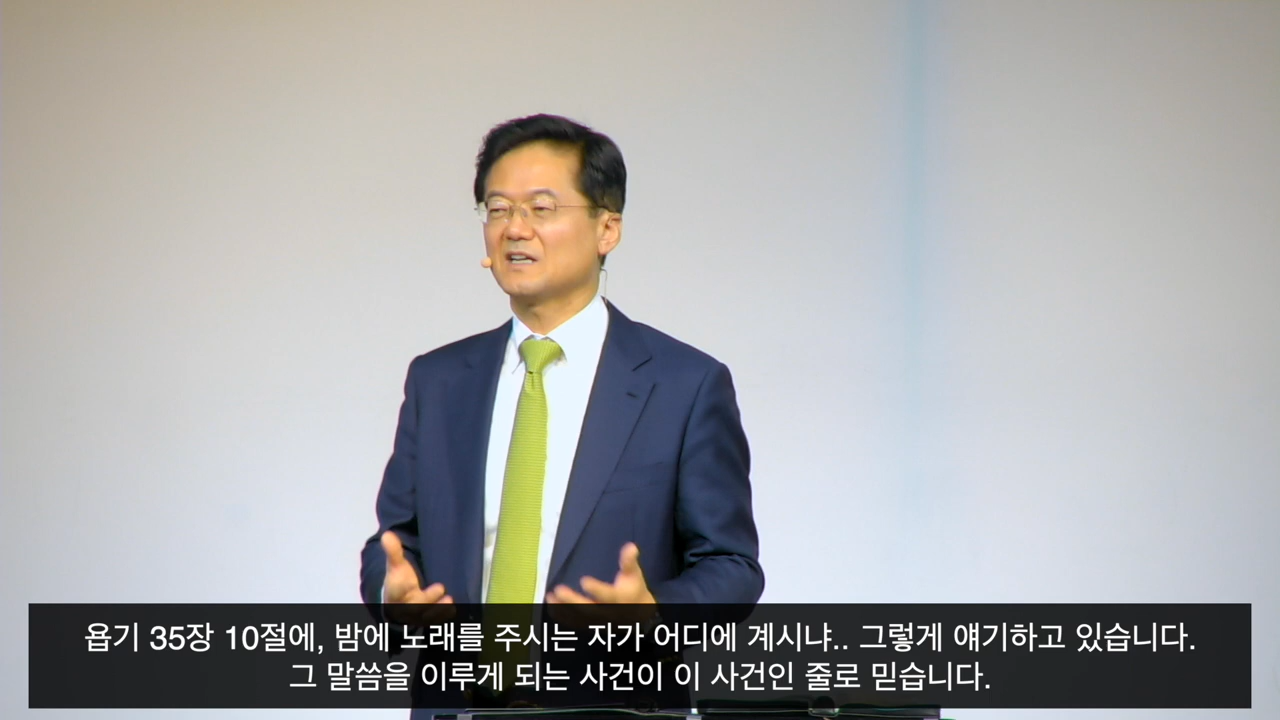 욥기 35장 10절에, 밤에 노래를 주시는 자가 어디에 계시냐.. 그렇게 얘기하고 있습니다.
그 말씀을 이루게 되는 사건이 이 사건인 줄로 믿습니다.